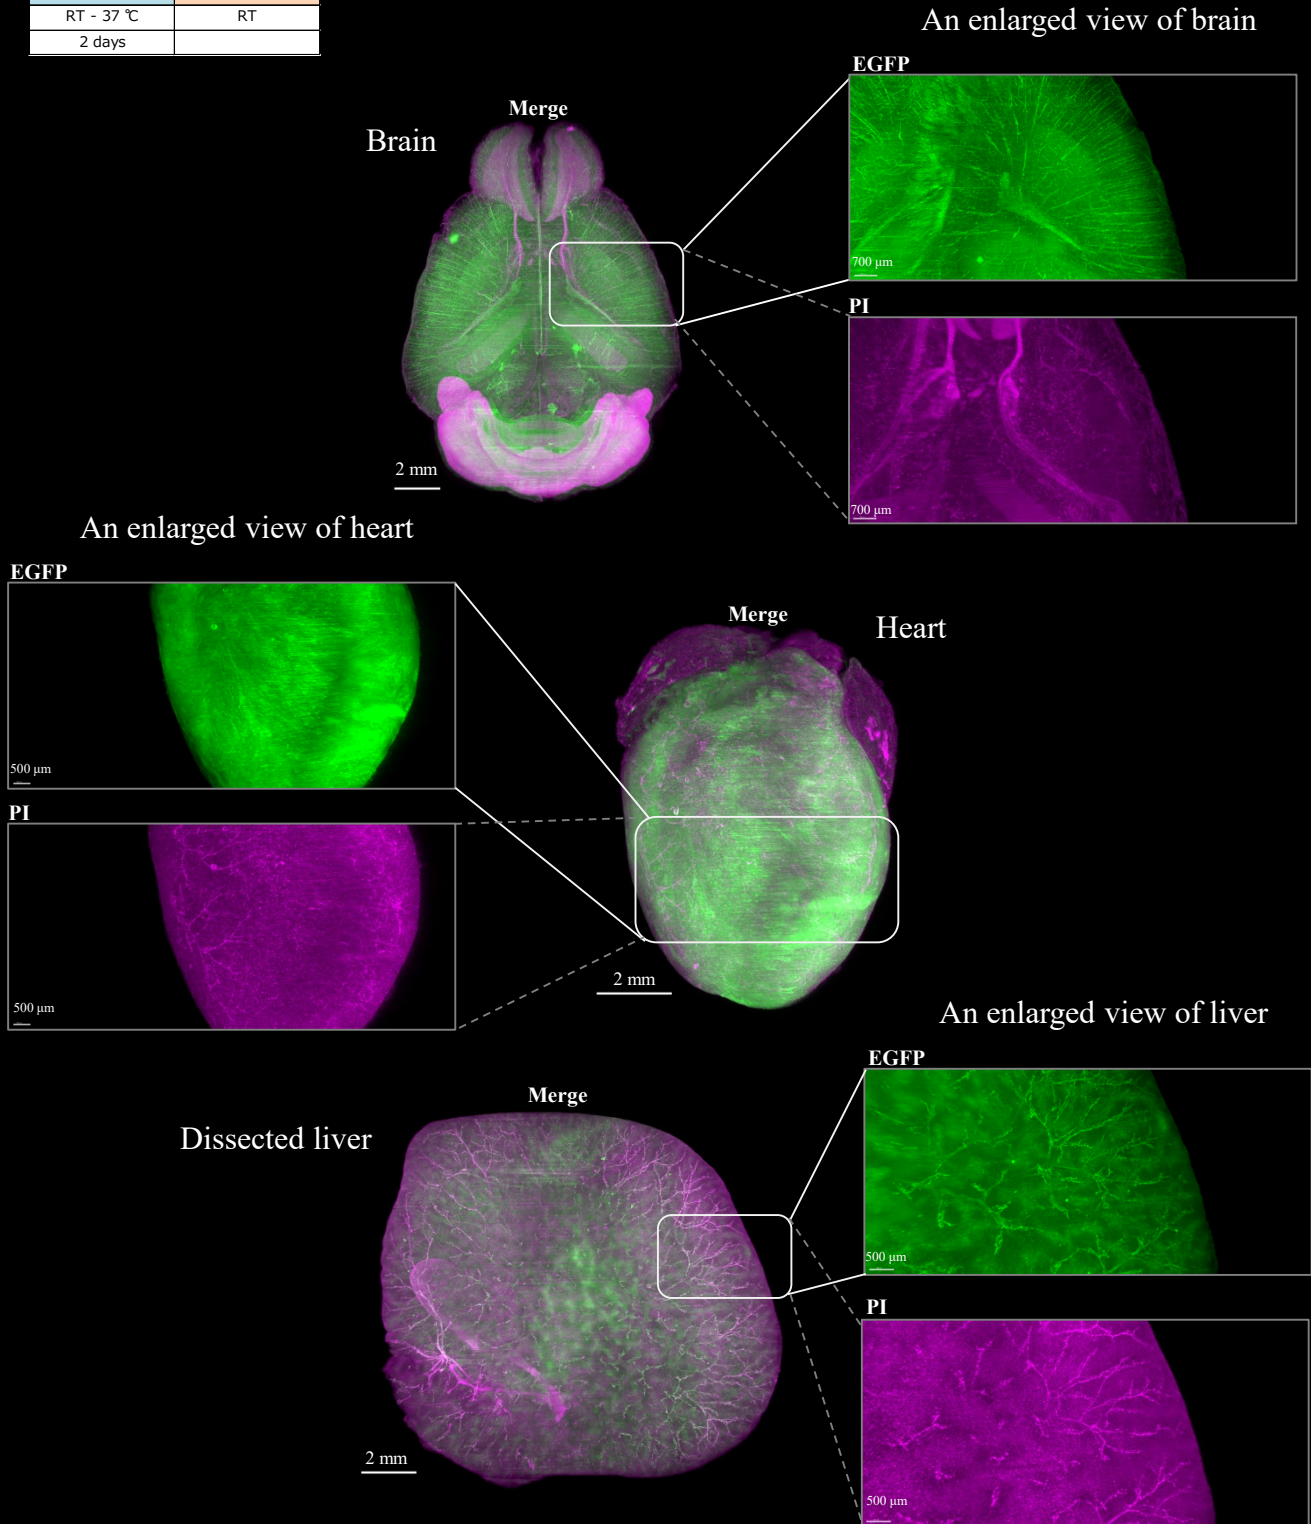 RT - 37 ℃ RT
2 days
An enlarged view of brain
EGFP
Merge
Brain
700 μm
PI
2 mm
700 μm
An enlarged view of heart
EGFP
Merge
Heart
500 μm
PI
2 mm
500 μm
An enlarged view of liver
EGFP
Merge
Dissected liver
500 μm
PI
2 mm
500 μm